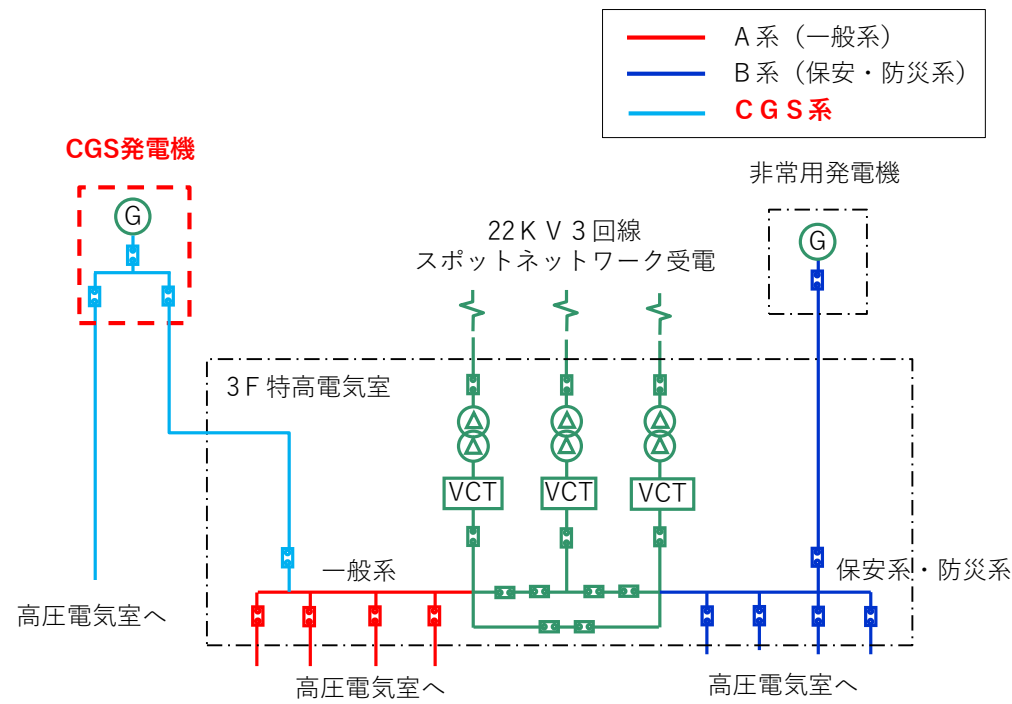 A系（一般系）
B系（保安・防災系）
CGS系
CGS発電機
G
非常用発電機
G
22KV3回線
スポットネットワーク受電
3F特高電気室
VCT
VCT
VCT
一般系
保安系・防災系
高圧電気室へ
高圧電気室へ
高圧電気室へ